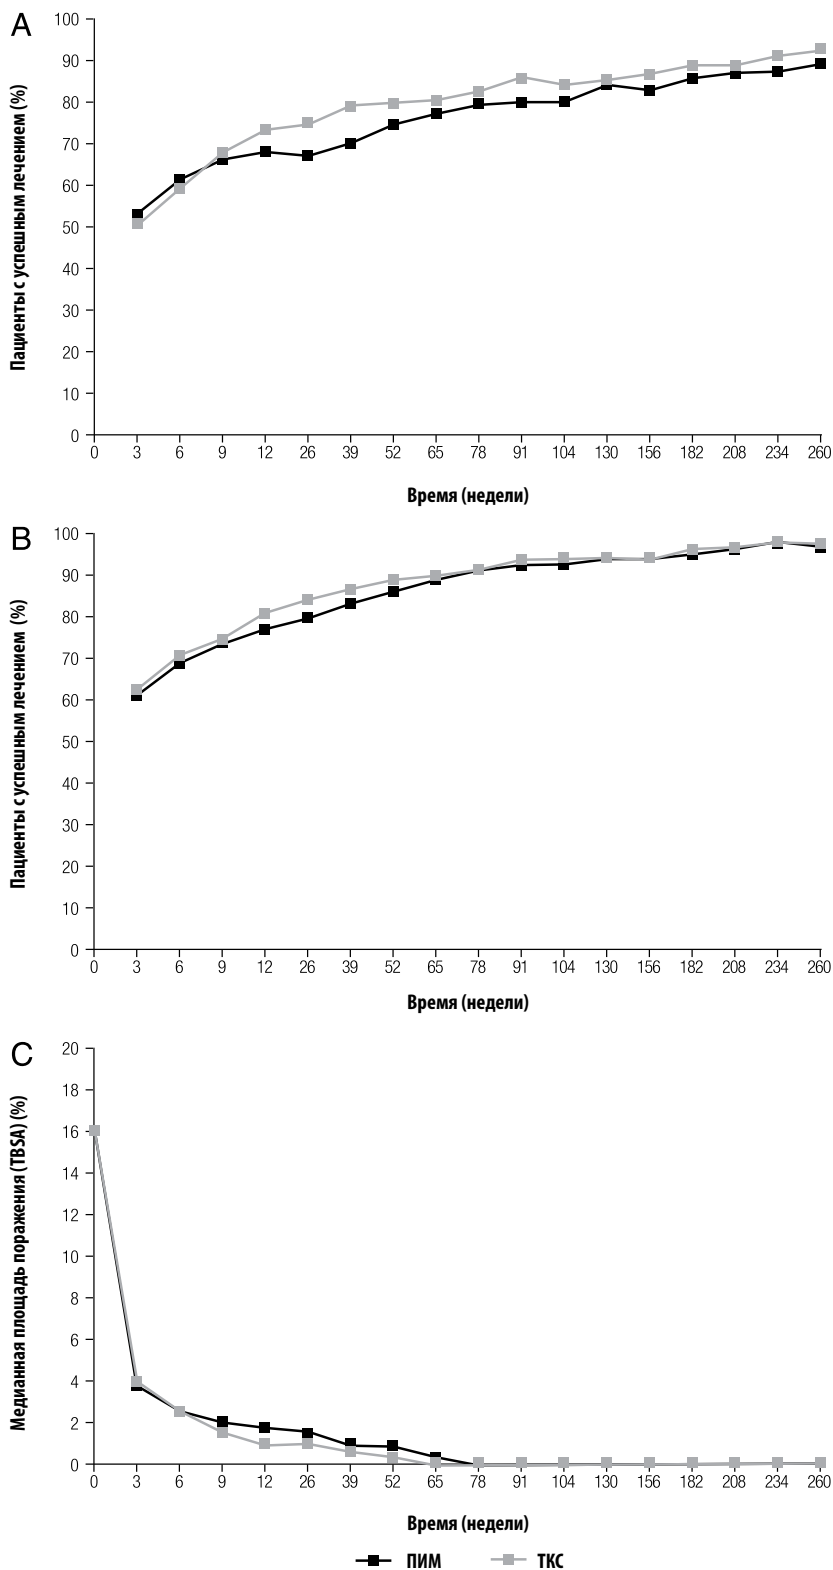 A
Пациенты с успешным лечением (%)
100
90
80
70
60
50
40
30
20
10
0
0 3 6 9 12 26 39 52 65 78 91 104 130 156 182 208 234 260
Время (недели)
B
Пациенты с успешным лечением (%)
100
90
80
70
60
50
40
30
20
10
0
0 3 6 9 12 26 39 52 65 78 91 104 130 156 182 208 234 260
Время (недели)
C
Медианная площадь поражения (TBSA) (%)
20
18
16
14
12
10
8
6
4
2
0
0 3 6 9 12 26 39 52 65 78 91 104 130 156 182 208 234 260
Время (недели)
ПИМ ТКС